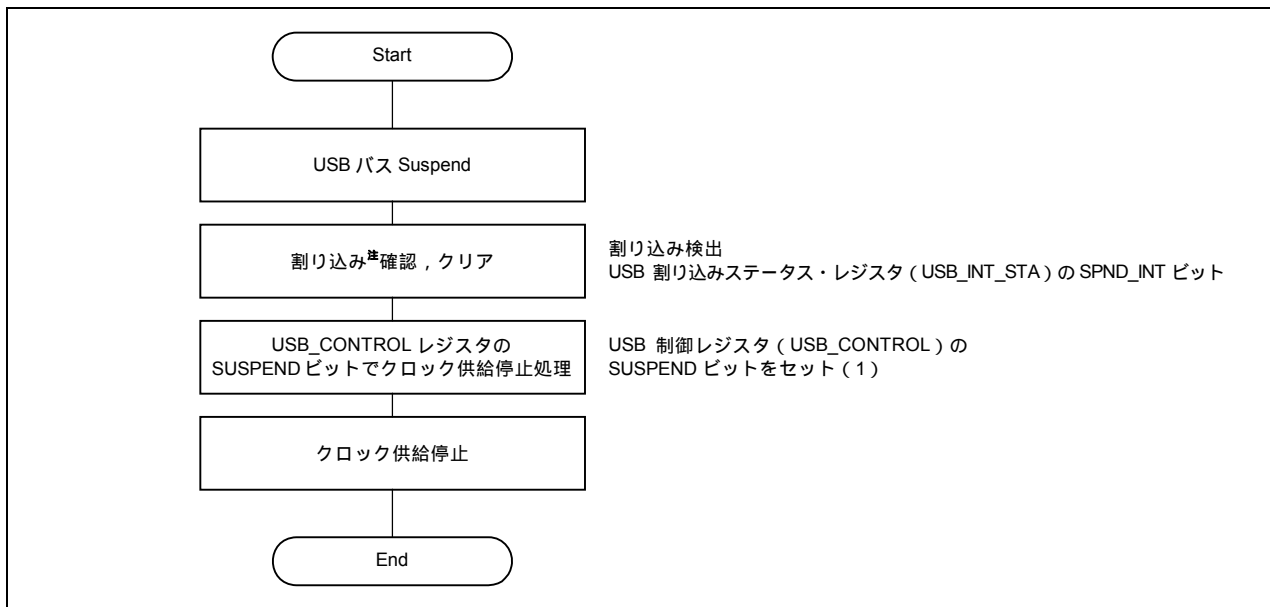 Start
USB バス Suspend
割り込み注確認，クリア
割り込み検出
USB 割り込みステータス・レジスタ（USB_INT_STA）の SPND_INT ビット
USB_CONTROL レジスタの
SUSPEND ビットでクロック供給停止処理
USB 制御レジスタ（USB_CONTROL）の
SUSPEND ビットをセット（1）
クロック供給停止
End